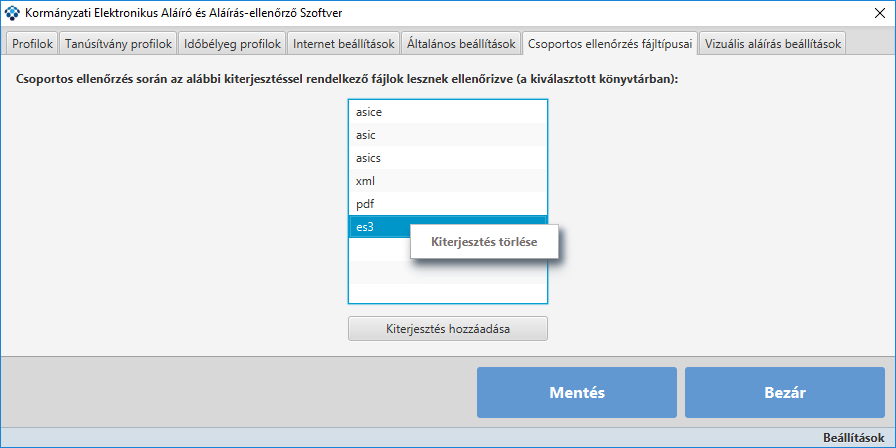 Kormányzati Elektronikus Aláíró és Aláírás-ellenőrző Szoftver
Profilok
Tanúsítvány profilok
Időbélyeg profilok
Internet beállítások
Általános beállítások
Csoportos ellenőrzés fájltípusai
Vizuális aláírás beállítások
Csoportos ellenőrzés során az alábbi kiterjesztéssel rendelkező fájlok lesznek ellenőrizve (a kiválasztott könyvtárban):
asice
asic
asics
xml
pdf
es3
Kiterjesztés törlése
Kiterjesztés hozzáadása
Mentés
Bezár
Beállítások